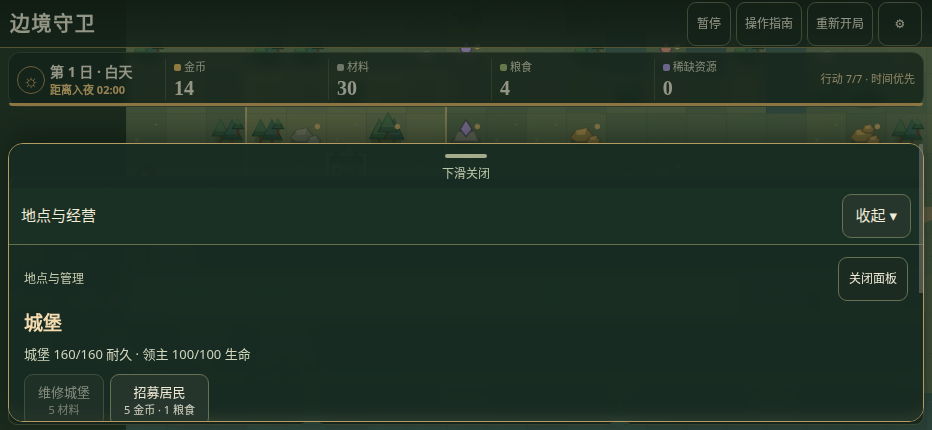 边境守卫
暂停
操作指南
重新开局
第 1 日 · 白天
距离入夜 02:00
金币
14
材料
30
粮食
4
稀缺资源
0
行动 7/7 · 时间优先
下滑关闭
地点与经营
收起 ▾
地点与管理
关闭面板
城堡
城堡 160/160 耐久 · 领主 100/100 生命
维修城堡
5 材料
招募居民
5 金币 · 1 粮食